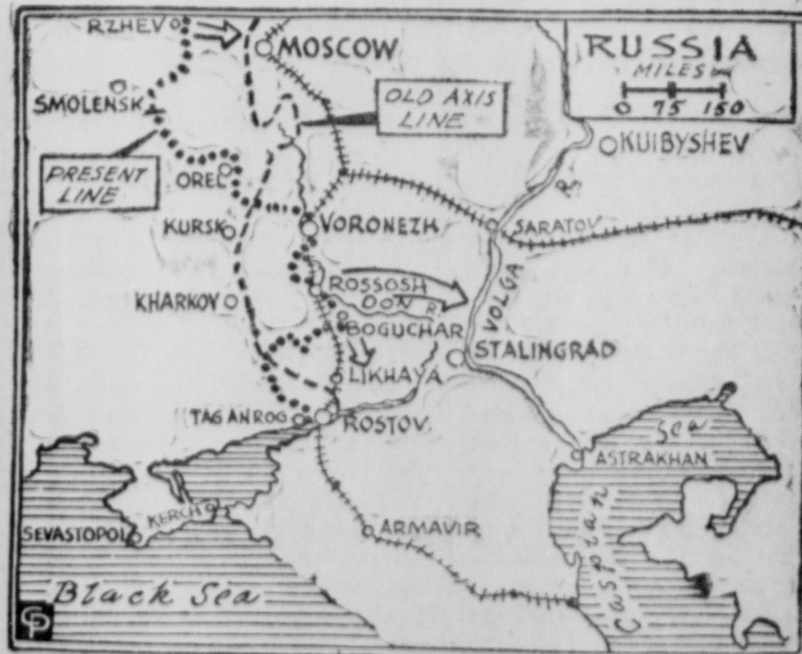 RZHEV
MOSCOW
RUSSIA
MILES
0 75 150
SMOLENSK
OLD AXIS
LINE
KUIBYSHEV
PRESENT
LINE
OREL
R.
KURSK
VORONEZH
SARATOV
ROSSOSH
DON R.
VOLGA
KHARKOV
BOGUCHAR
STALINGRAD
LIKHAYA
TAGANROG
ROSTOV
Sea
ASTRAKHAN
KERCH
SEVASTOPOL
ARMAVIR
Caspian
Black Sea
CP